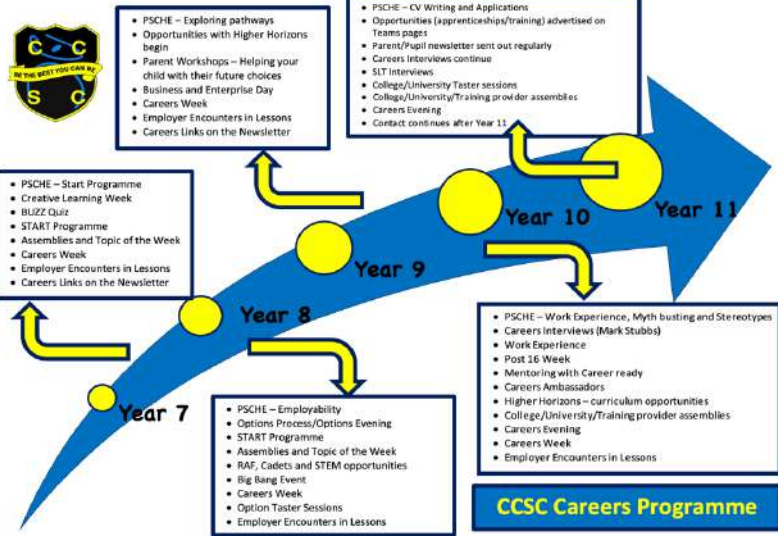 C C
BE THE BEST YOU CAN BE
S C
• PSCHE – Exploring pathways
• Opportunities with Higher Horizons
begin
• Parent Workshops – Helping your
child with their future choices
• Business and Enterprise Day
• Careers Week
• Employer Encounters in Lessons
• Careers Links on the Newsletter
• PSCHE – CV Writing and Applications
• Opportunities (apprenticeships/training) advertised on
Teams pages
• Parent/Pupil newsletter sent out regularly
• Careers Interviews continue
• SLT Interviews
• College/University Taster sessions
• College/University/Training provider assemblies
• Careers Evening
• Contact continues after Year 11
• PSCHE – Start Programme
• Creative Learning Week
• BUZZ Quiz
• START Programme
• Assemblies and Topic of the Week
• Careers Week
• Employer Encounters in Lessons
• Careers Links on the Newsletter
Year 7
Year 8
Year 9
Year 10
Year 11
• PSCHE – Employability
• Options Process/Options Evening
• START Programme
• Assemblies and Topic of the Week
• RAF, Cadets and STEM opportunities
• Big Bang Event
• Careers Week
• Option Taster Sessions
• Employer Encounters in Lessons
• PSCHE – Work Experience, Myth busting and Stereotypes
• Careers Interviews (Mark Stubbs)
• Work Experience
• Post 16 Week
• Mentoring with Career ready
• Careers Ambassadors
• Higher Horizons – curriculum opportunities
• College/University/Training provider assemblies
• Careers Evening
• Careers Week
• Employer Encounters in Lessons
CCSC Careers Programme